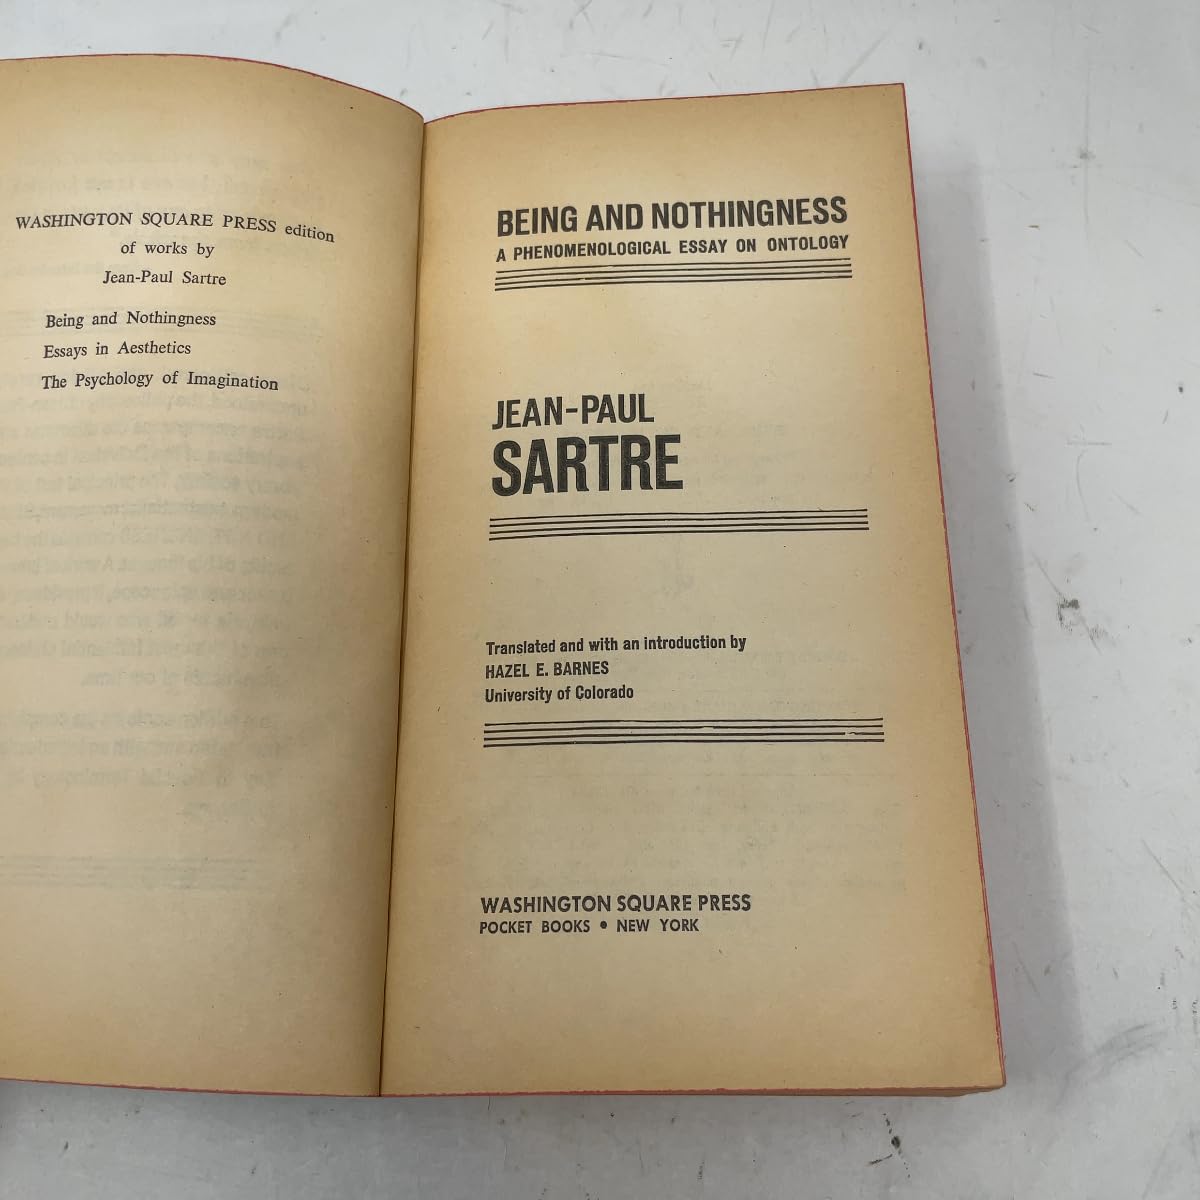 WASHINGTON SQUARE PRESS edition
of works by
Jean-Paul Sartre
Being and Nothingness
Essays in Aesthetics
The Psychology of Imagination
BEING AND NOTHINGNESS
A PHENOMENOLOGICAL ESSAY ON ONTOLOGY
JEAN-PAUL
SARTRE
Translated and with an introduction by
HAZEL E. BARNES
University of Colorado
WASHINGTON SQUARE PRESS
POCKET BOOKS • NEW YORK